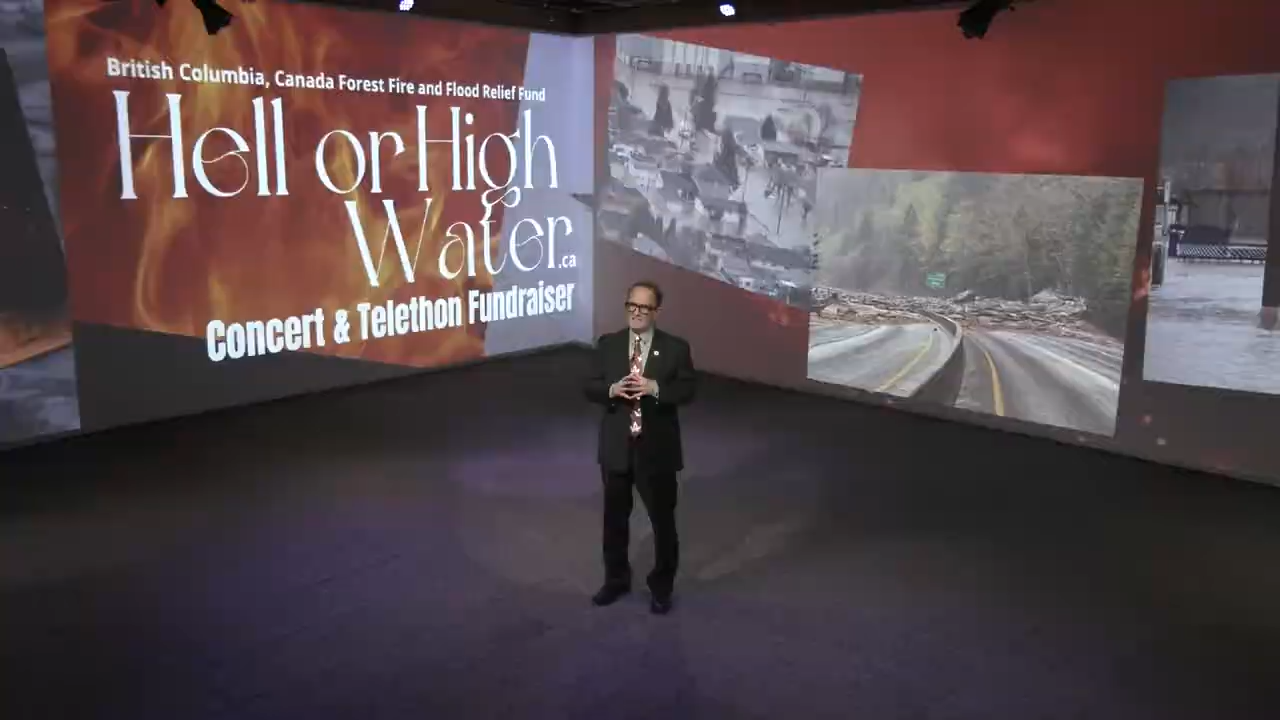 British Columbia, Canada Forest Fire and Flood Relief Fund
Hell or High
Water.ca
Concert & Telethon Fundraiser